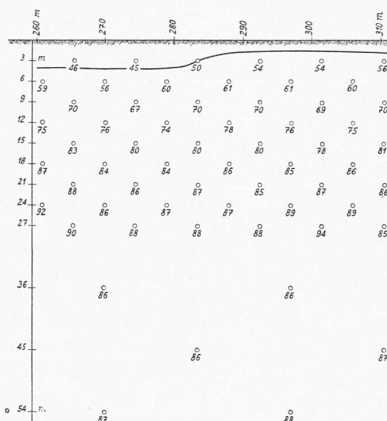 260 m. 270 280 290 300 310 m.
3 m. 46 45 50 54 54 56
6 59 56 60 61 61 60
9 70 67 70 70 69 70
12 75 76 74 78 76 75
15 83 80 80 80 78 81
18 87 84 84 86 85 86
21 88 86 87 85 87 86
24 92 86 87 87 89 89
27 90 88 88 88 94 85
36 86 86
45 86 87
54 m. 87 88